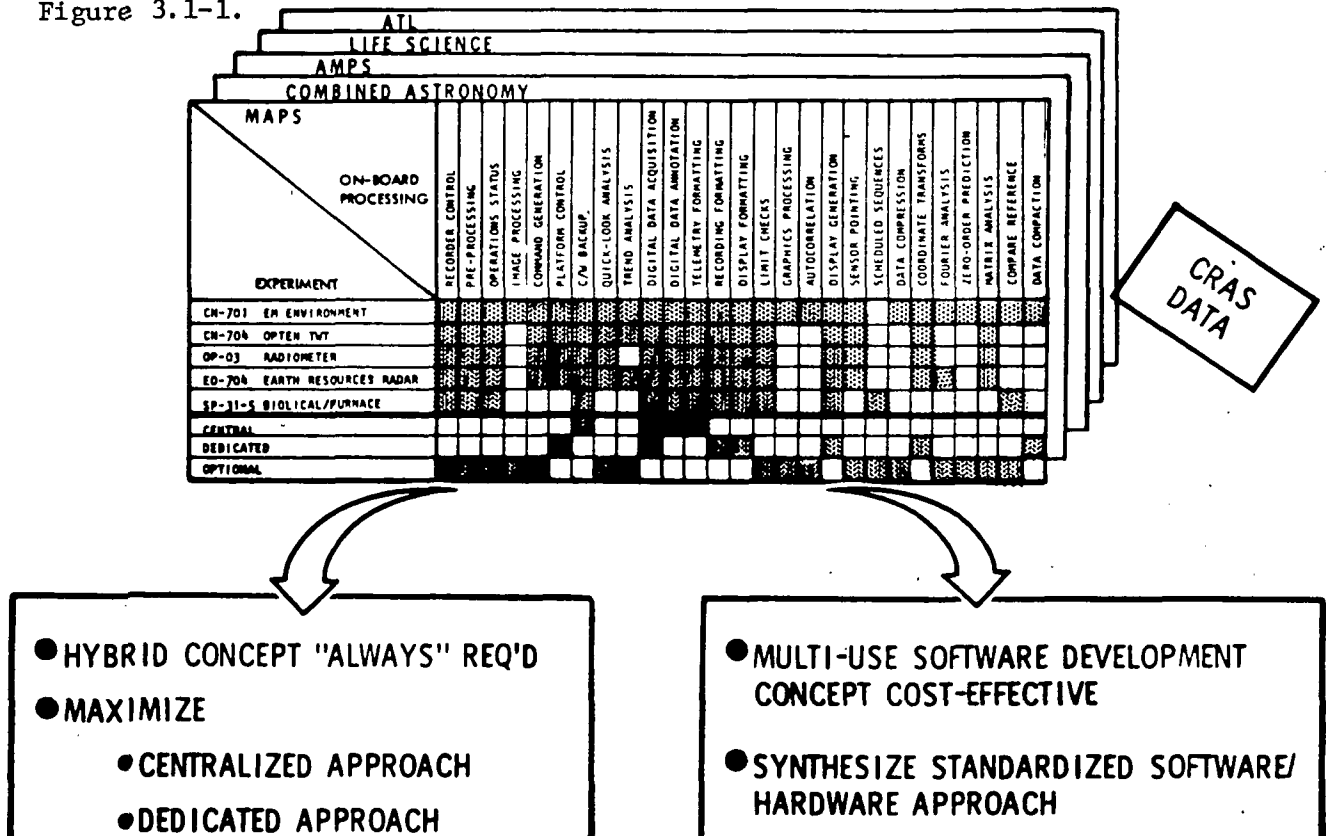 Figure 3.1-1.
ATL
LIFE SCIENCE
AMPS
COMBINED ASTRONOMY
MAPS
ON-BOARD
PROCESSING
EXPERIMENT
RECORDER CONTROL
PRE-PROCESSING
OPERATIONS STATUS
IMAGE PROCESSING
COMMAND GENERATION
PLATFORM CONTROL
C/W BACKUP
QUICK-LOOK ANALYSIS
TREND ANALYSIS
DIGITAL DATA ACQUISITION
DIGITAL DATA ANNOTATION
TELEMETRY FORMATTING
RECORDING FORMATTING
DISPLAY FORMATTING
LIMIT CHECKS
GRAPHICS PROCESSING
AUTOCORRELATION
DISPLAY GENERATION
SENSOR POINTING
SCHEDULED SEQUENCES
DATA COMPRESSION
COORDINATE TRANSFORMS
FOURIER ANALYSIS
ZERO-ORDER PREDICTION
MATRIX ANALYSIS
COMPARE REFERENCE
DATA COMPACTION
CN-701 EM ENVIRONMENT
CN-704 OPTEN TWT
OP-03 RADIOMETER
EO-704 EARTH RESOURCES RADAR
SP-31-S BIOLICAL/FURNACE
CENTRAL
DEDICATED
OPTIONAL
CRAS
DATA
●HYBRID CONCEPT "ALWAYS" REQ'D
●MAXIMIZE
●CENTRALIZED APPROACH
●DEDICATED APPROACH
●MULTI-USE SOFTWARE DEVELOPMENT
CONCEPT COST-EFFECTIVE
●SYNTHESIZE STANDARDIZED SOFTWARE/
HARDWARE APPROACH